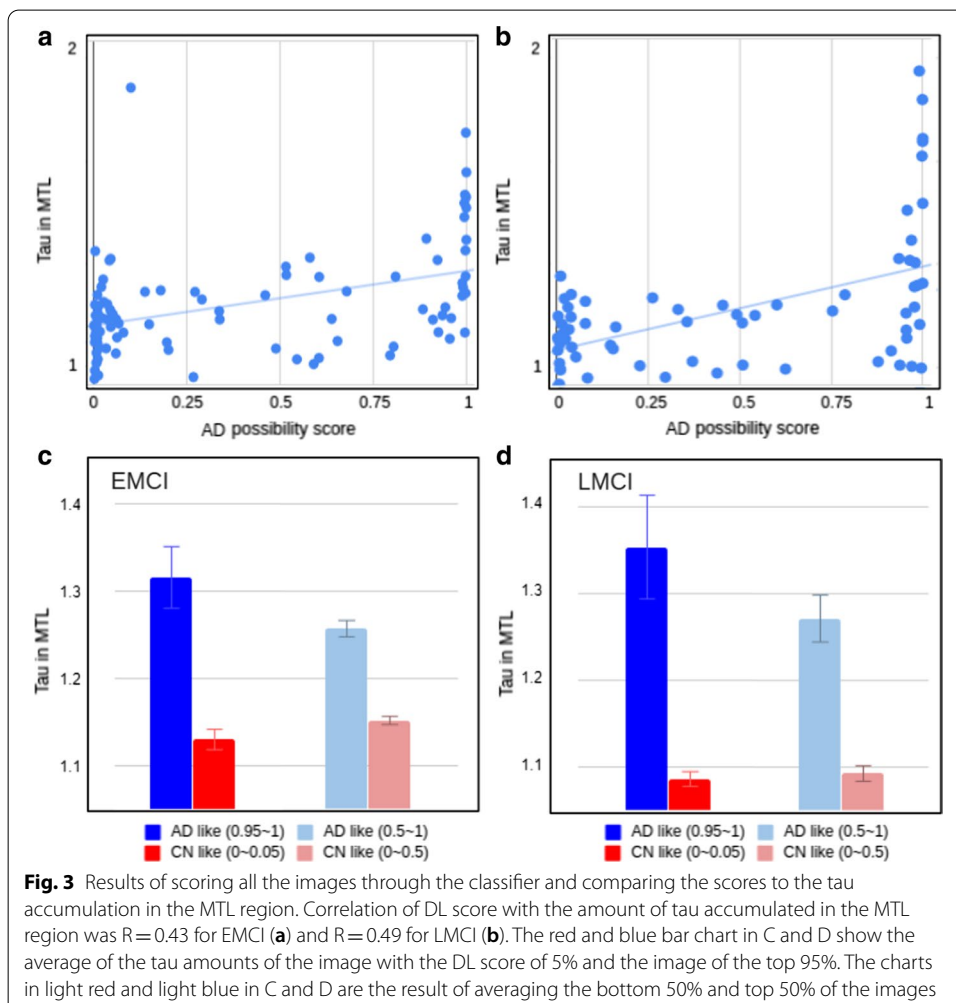 a
b
2
Tau in MTL
1
0
0.25
0.5
0.75
1
AD possibility score
2
Tau in MTL
1
0
0.25
0.5
0.75
1
AD possibility score
c
d
EMCI
1.4
1.3
1.2
1.1
Tau in MTL
AD like (0.95~1)
AD like (0.5~1)
CN like (0~0.05)
CN like (0~0.5)
LMCI
1.4
1.3
1.2
1.1
Tau in MTL
AD like (0.95~1)
AD like (0.5~1)
CN like (0~0.05)
CN like (0~0.5)
Fig. 3 Results of scoring all the images through the classifier and comparing the scores to the tau
accumulation in the MTL region. Correlation of DL score with the amount of tau accumulated in the MTL
region was R = 0.43 for EMCI (a) and R = 0.49 for LMCI (b). The red and blue bar chart in C and D show the
average of the tau amounts of the image with the DL score of 5% and the image of the top 95%. The charts
in light red and light blue in C and D are the result of averaging the bottom 50% and top 50% of the images